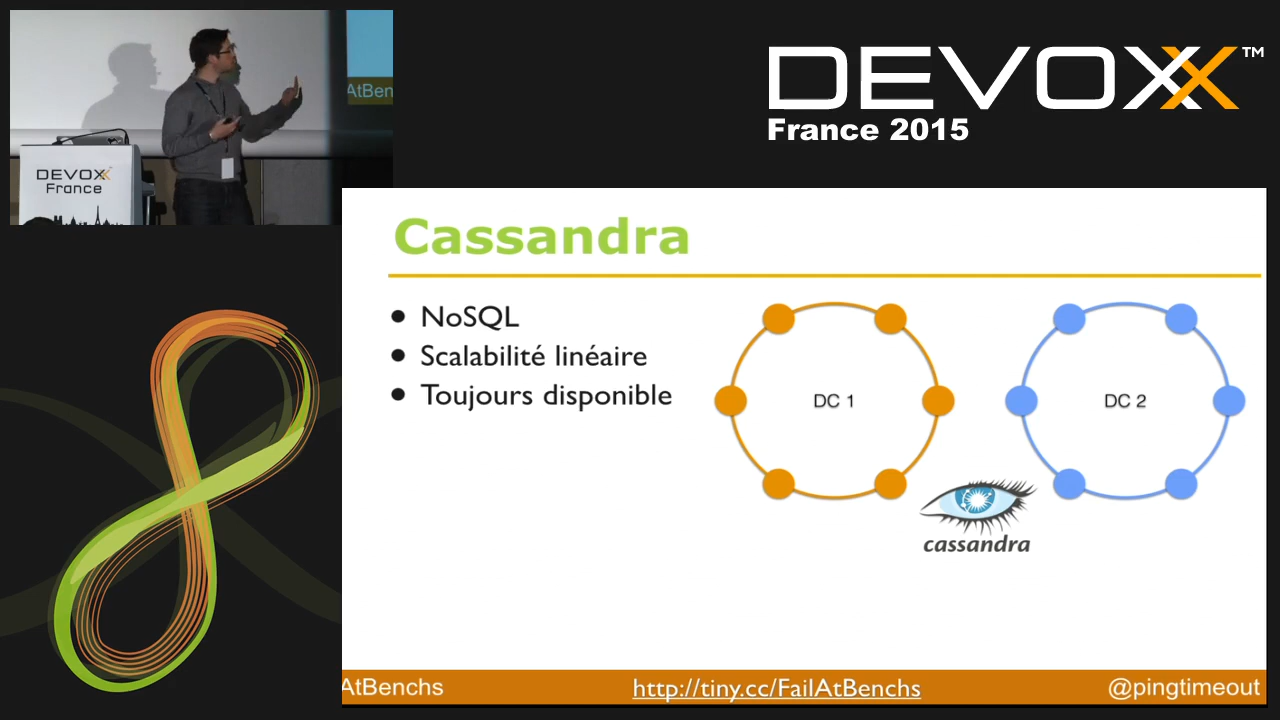 AtBen
DEVOXX
France
DEVOXX™
France 2015
Cassandra
• NoSQL
• Scalabilité linéaire
• Toujours disponible
DC 1
DC 2
cassandra
AtBenchs
http://tiny.cc/FailAtBenchs
@pingtimeout